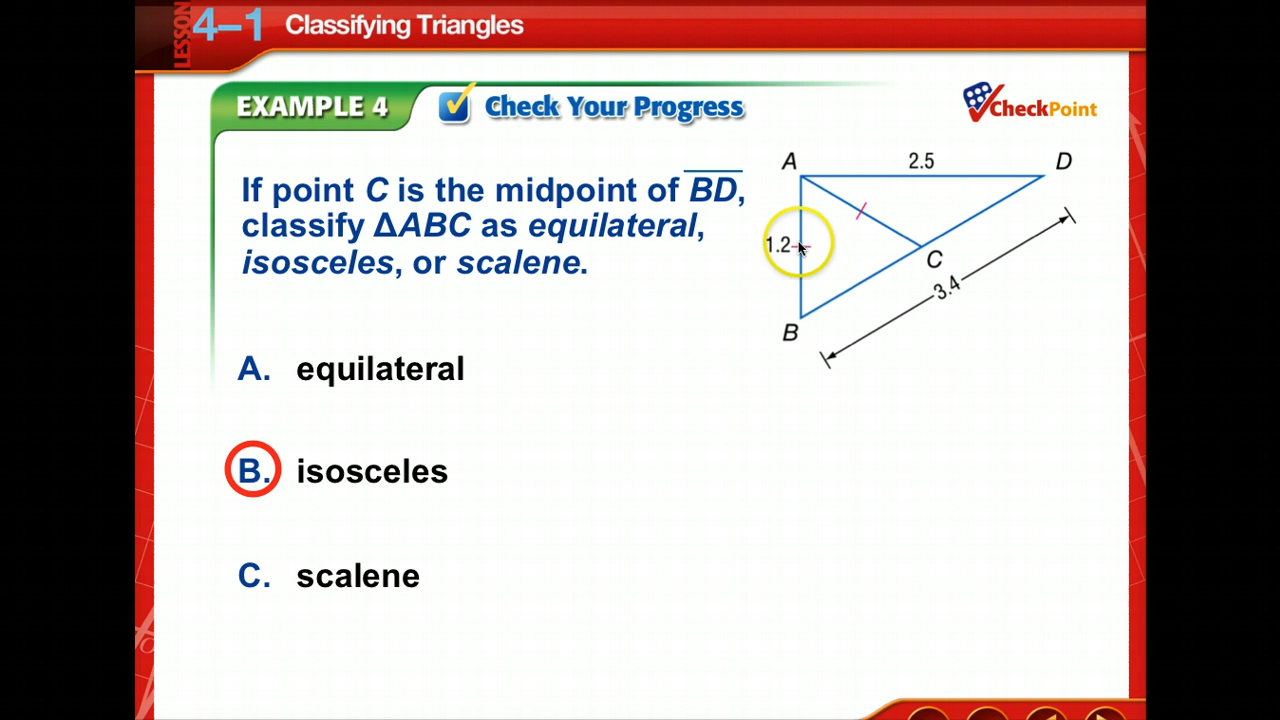 LESSON 4–1 Classifying Triangles
EXAMPLE 4 Check Your Progress
CheckPoint
If point C is the midpoint of BD,
classify ΔABC as equilateral,
isosceles, or scalene.
A 2.5 D
1.2
C
3.4
B
A. equilateral
B. isosceles
C. scalene